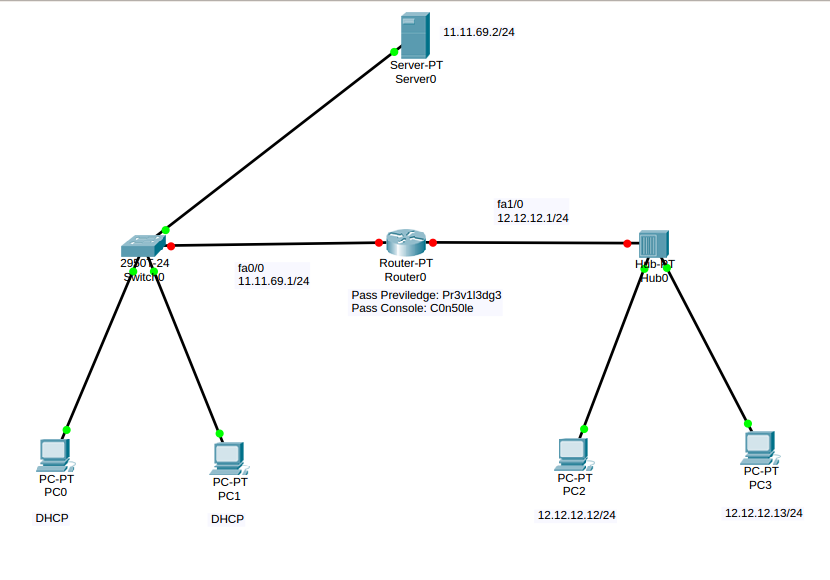 11.11.69.2/24
Server-PT
Server0
fa1/0
12.12.12.1/24
2950T-24
Switch0
fa0/0
11.11.69.1/24
Router-PT
Router0
Pass Previledge: Pr3v1l3dg3
Pass Console: C0n50le
Hub-PT
Hub0
PC-PT
PC0
DHCP
PC-PT
PC1
DHCP
PC-PT
PC2
12.12.12.12/24
PC-PT
PC3
12.12.12.13/24